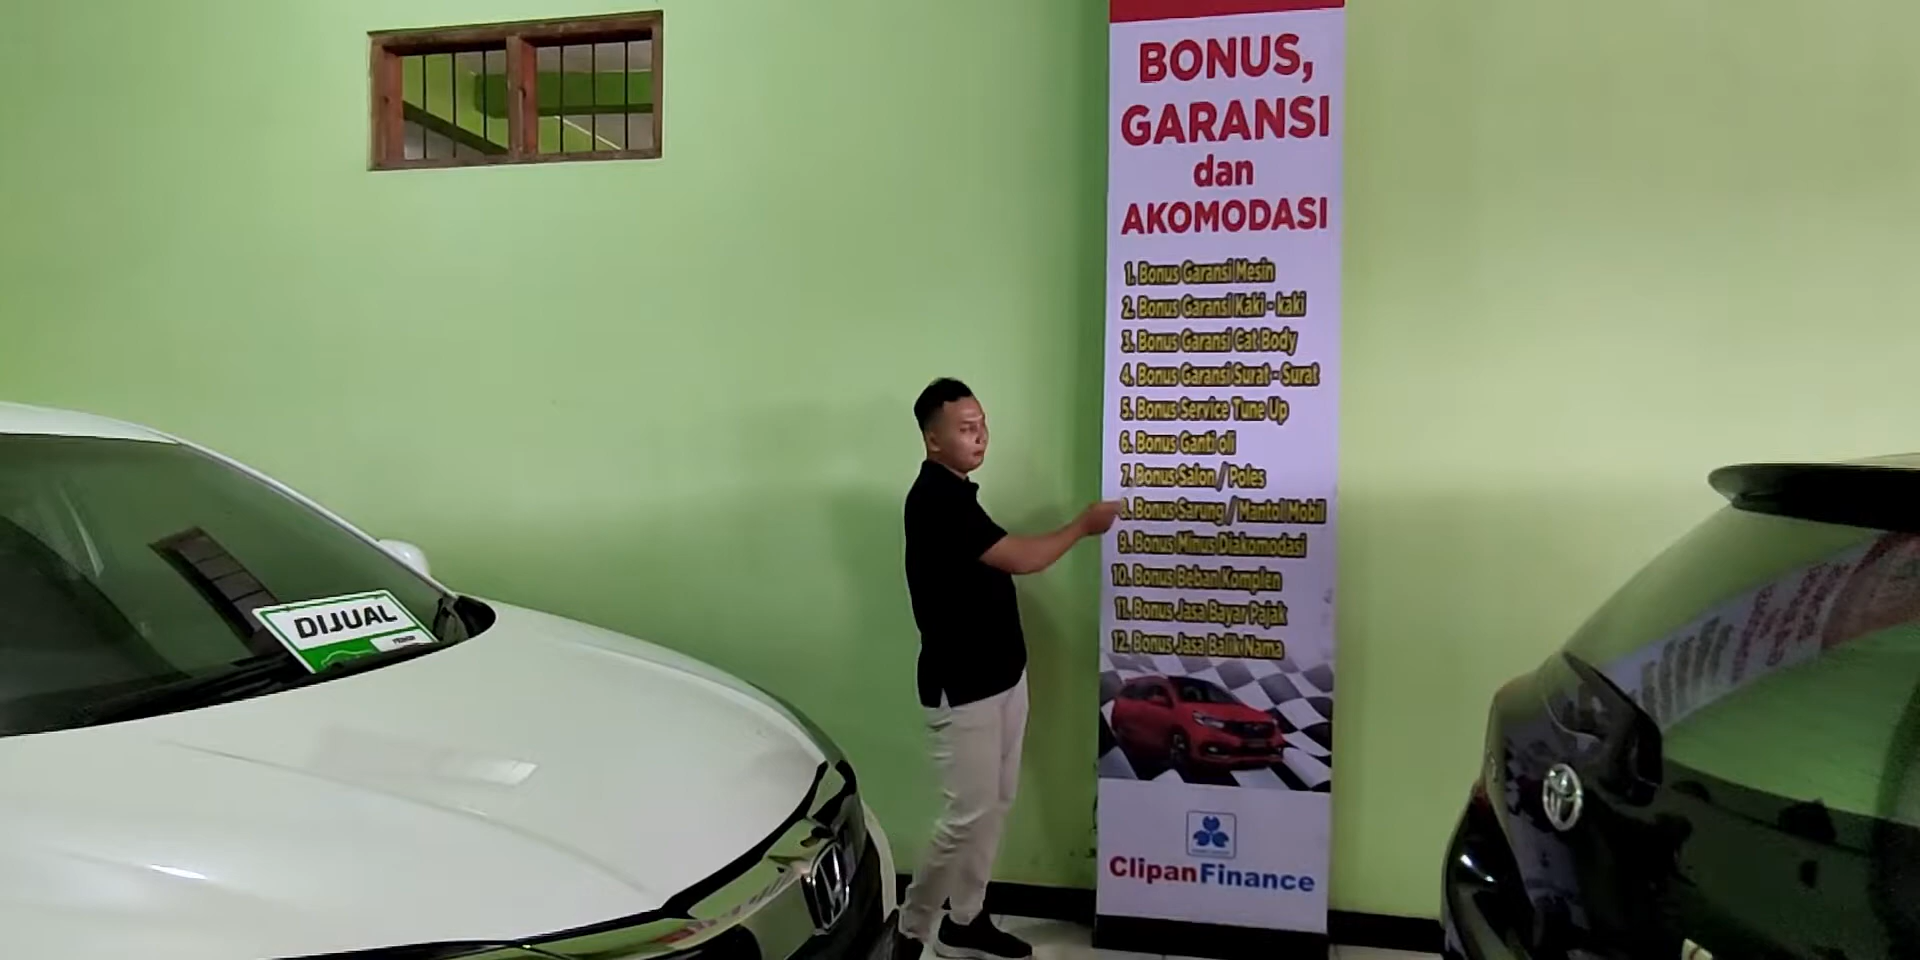 BONUS,
GARANSI
dan
AKOMODASI
1. Bonus Garansi Mesin
2. Bonus Garansi Kaki - kaki
3. Bonus Garansi Cat Body
4. Bonus Garansi Surat - Surat
5. Bonus Service Tune Up
6. Bonus Ganti oli
7. Bonus Salon / Poles
8. Bonus Sarung / Mantol Mobil
9. Bonus Minus Diakomodasi
10. Bonus Beban Komplen
11. Bonus Jasa Bayar Pajak
12. Bonus Jasa Balik Nama
ClipanFinance
DIJUAL